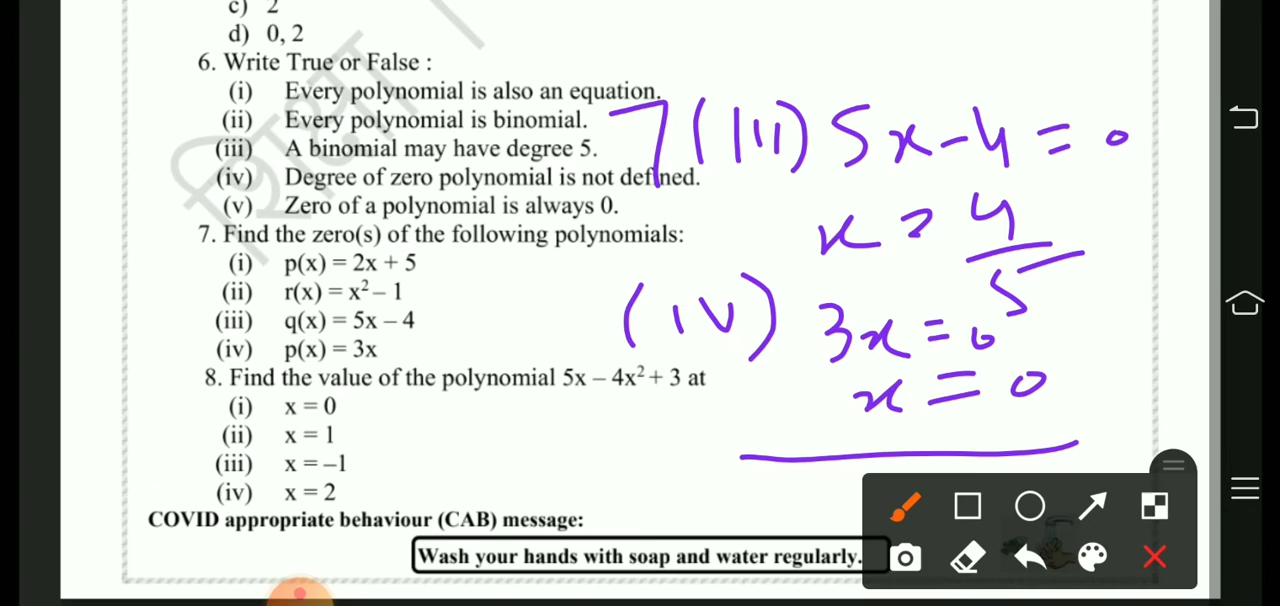 c) 2
d) 0, 2
6. Write True or False :
(i) Every polynomial is also an equation.
(ii) Every polynomial is binomial.
(iii) A binomial may have degree 5.
(iv) Degree of zero polynomial is not defined.
(v) Zero of a polynomial is always 0.
7. Find the zero(s) of the following polynomials:
(i) p(x) = 2x + 5
(ii) r(x) = x² – 1
(iii) q(x) = 5x – 4
(iv) p(x) = 3x
8. Find the value of the polynomial 5x – 4x² + 3 at
(i) x = 0
(ii) x = 1
(iii) x = –1
(iv) x = 2
COVID appropriate behaviour (CAB) message:
Wash your hands with soap and water regularly.
7 (III) 5x - 4 = 0
x = 4/5
(IV) 3x = 0
x = 0